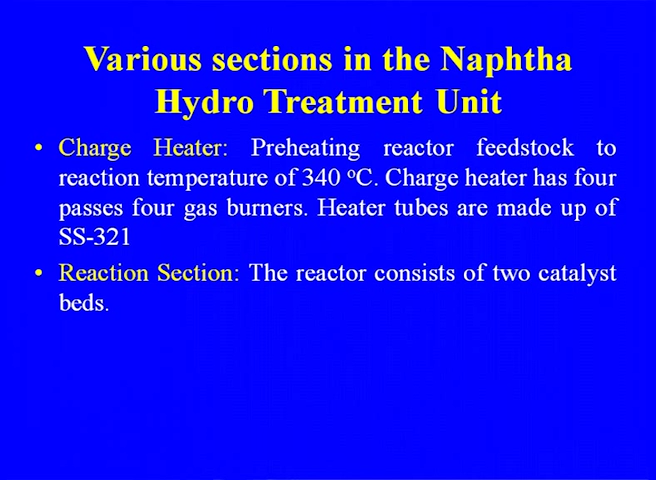 Various sections in the Naphtha
Hydro Treatment Unit
• Charge Heater: Preheating reactor feedstock to
reaction temperature of 340 ºC. Charge heater has four
passes four gas burners. Heater tubes are made up of
SS-321
• Reaction Section: The reactor consists of two catalyst
beds.